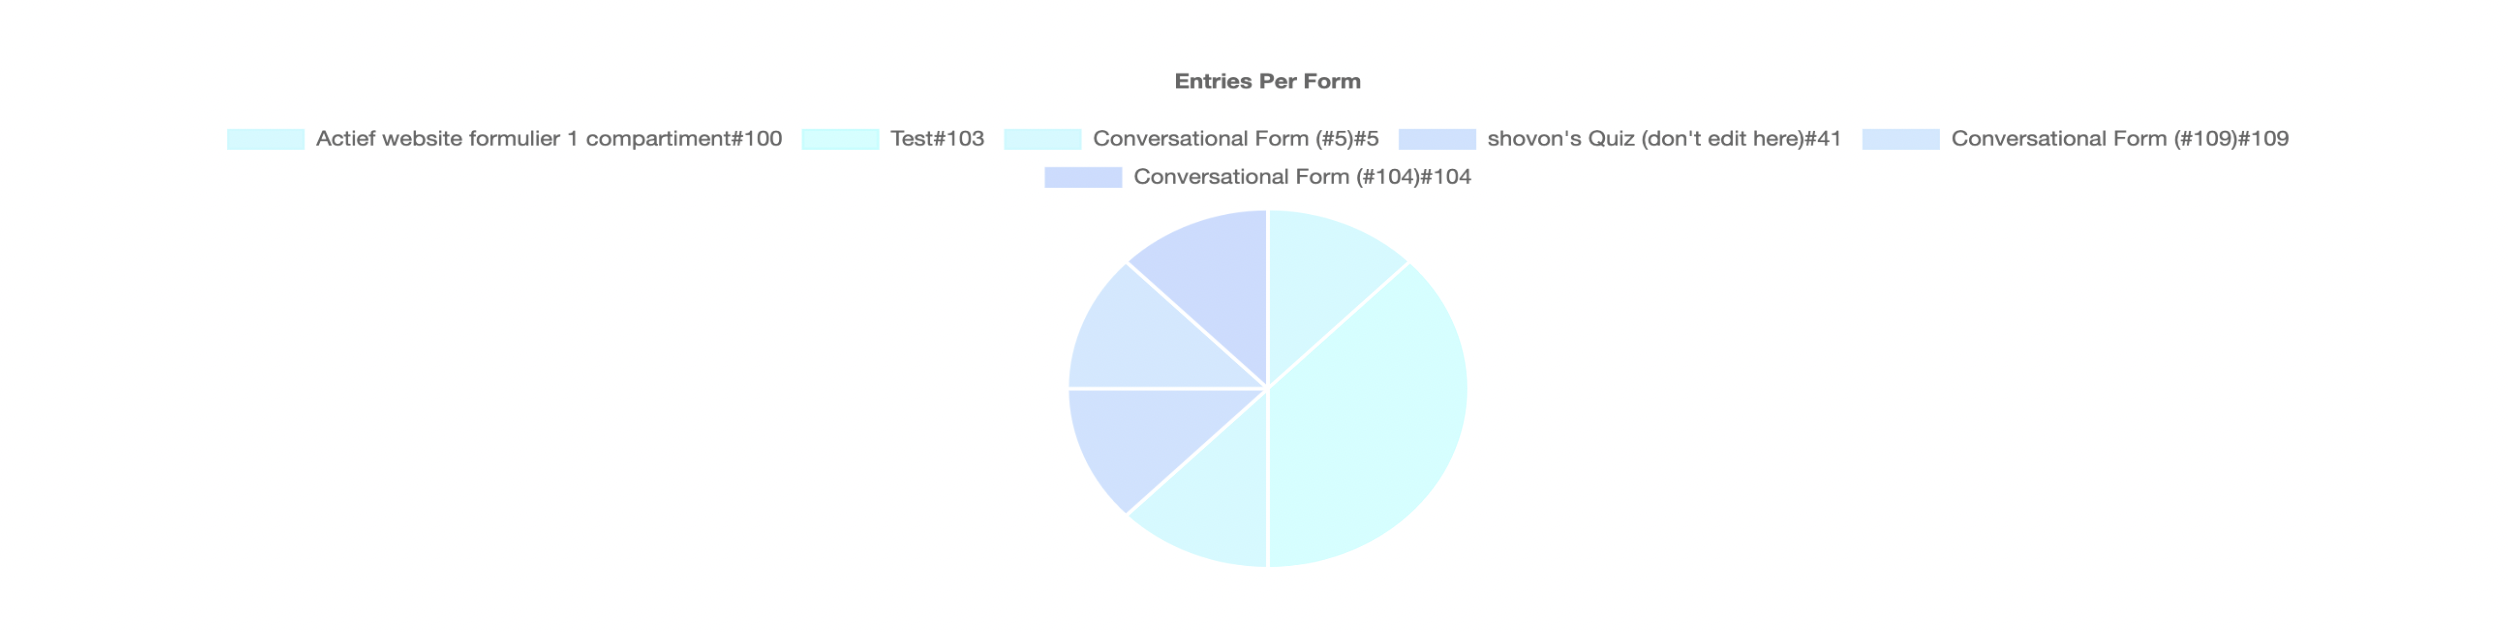 Entries Per Form
Actief website formulier 1 compartiment#100 Test#103 Conversational Form (#5)#5 shovon's Quiz (don't edit here)#41 Conversational Form (#109)#109
Conversational Form (#104)#104